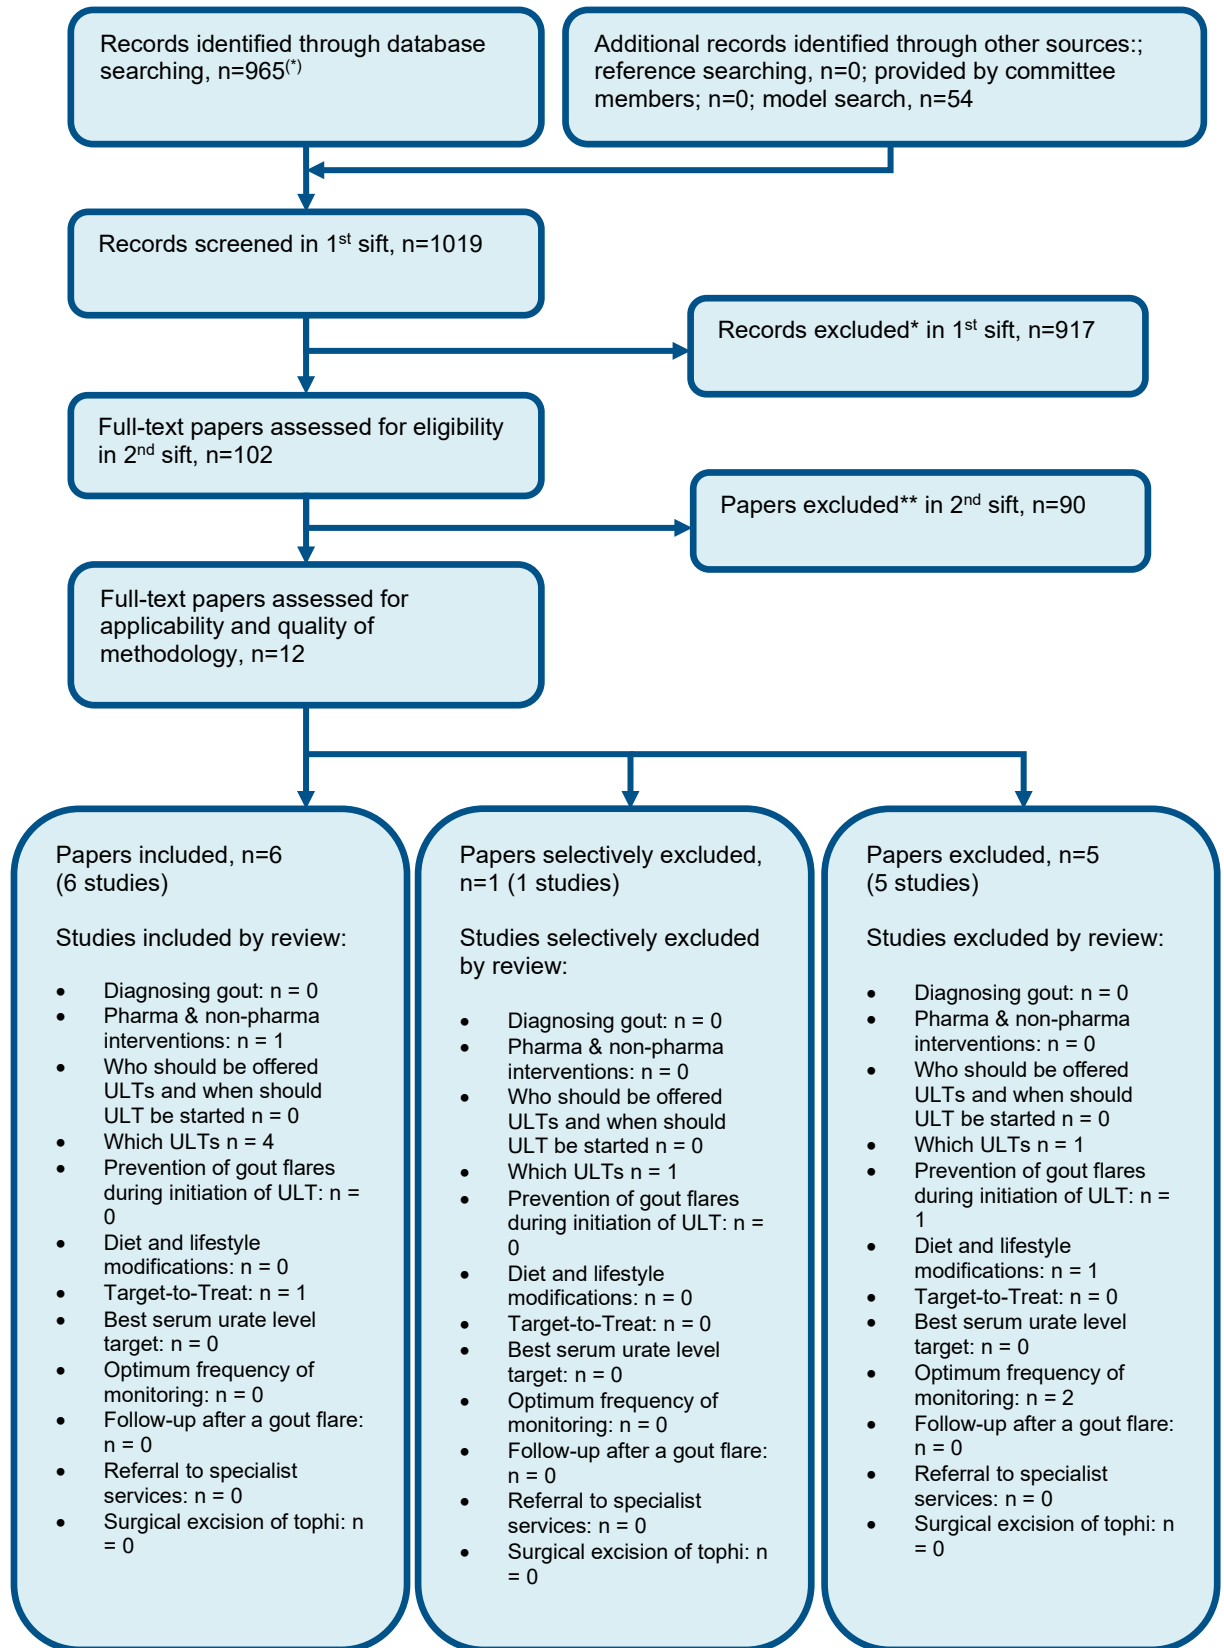 Records identified through database
searching, n=965(*)
Additional records identified through other sources:;
reference searching, n=0; provided by committee
members; n=0; model search, n=54
Records screened in 1st sift, n=1019
Records excluded* in 1st sift, n=917
Full-text papers assessed for eligibility
in 2nd sift, n=102
Papers excluded** in 2nd sift, n=90
Full-text papers assessed for
applicability and quality of
methodology, n=12
Papers included, n=6
(6 studies)
Studies included by review:
• Diagnosing gout: n = 0
• Pharma & non-pharma
interventions: n = 1
• Who should be offered
ULTs and when should
ULT be started n = 0
• Which ULTs n = 4
• Prevention of gout flares
during initiation of ULT: n =
0
• Diet and lifestyle
modifications: n = 0
• Target-to-Treat: n = 1
• Best serum urate level
target: n = 0
• Optimum frequency of
monitoring: n = 0
• Follow-up after a gout flare:
n = 0
• Referral to specialist
services: n = 0
• Surgical excision of tophi: n
= 0
Papers selectively excluded,
n=1 (1 studies)
Studies selectively excluded
by review:
• Diagnosing gout: n = 0
• Pharma & non-pharma
interventions: n = 0
• Who should be offered
ULTs and when should
ULT be started n = 0
• Which ULTs n = 1
• Prevention of gout flares
during initiation of ULT: n =
0
• Diet and lifestyle
modifications: n = 0
• Target-to-Treat: n = 0
• Best serum urate level
target: n = 0
• Optimum frequency of
monitoring: n = 0
• Follow-up after a gout flare:
n = 0
• Referral to specialist
services: n = 0
• Surgical excision of tophi: n
= 0
Papers excluded, n=5
(5 studies)
Studies excluded by review:
• Diagnosing gout: n = 0
• Pharma & non-pharma
interventions: n = 0
• Who should be offered
ULTs and when should
ULT be started n = 0
• Which ULTs n = 1
• Prevention of gout flares
during initiation of ULT: n =
1
• Diet and lifestyle
modifications: n = 1
• Target-to-Treat: n = 0
• Best serum urate level
target: n = 0
• Optimum frequency of
monitoring: n = 2
• Follow-up after a gout flare:
n = 0
• Referral to specialist
services: n = 0
• Surgical excision of tophi: n
= 0